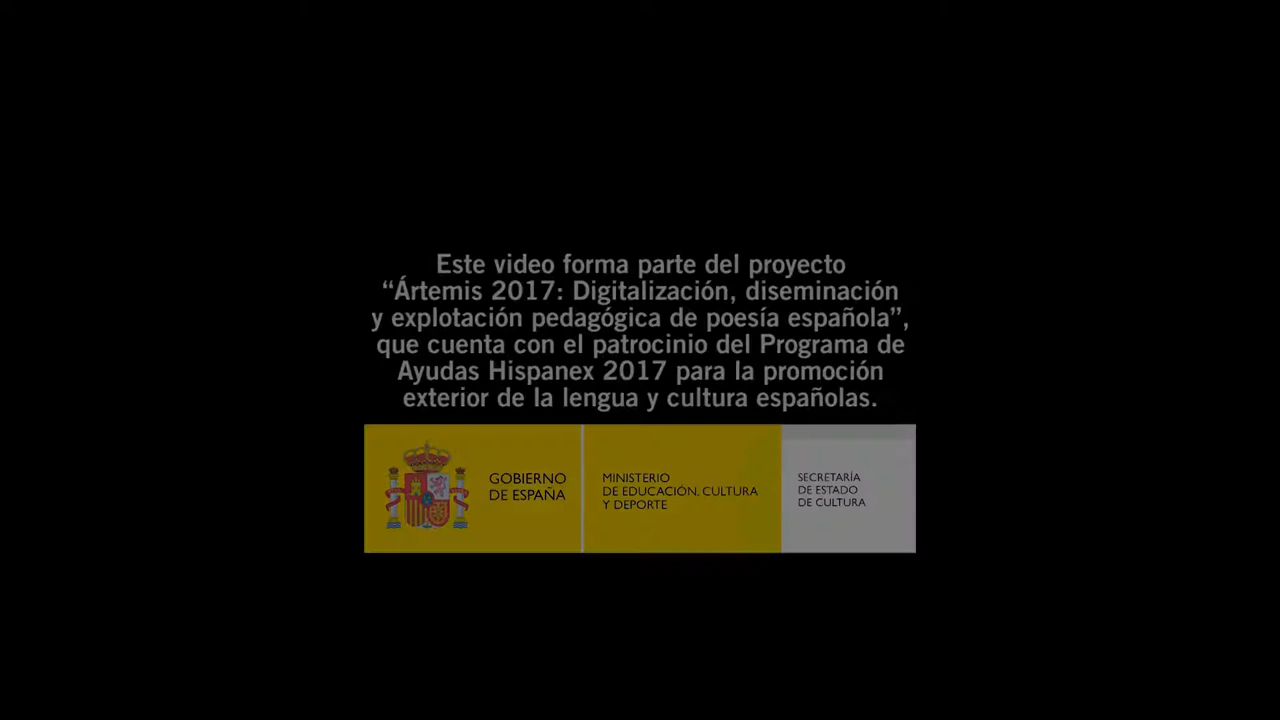 Este video forma parte del proyecto
“Ártemis 2017: Digitalización, diseminación
y explotación pedagógica de poesía española”,
que cuenta con el patrocinio del Programa de
Ayudas Hispanex 2017 para la promoción
exterior de la lengua y cultura españolas.
GOBIERNO
DE ESPAÑA
MINISTERIO
DE EDUCACIÓN, CULTURA
Y DEPORTE
SECRETARÍA
DE ESTADO
DE CULTURA